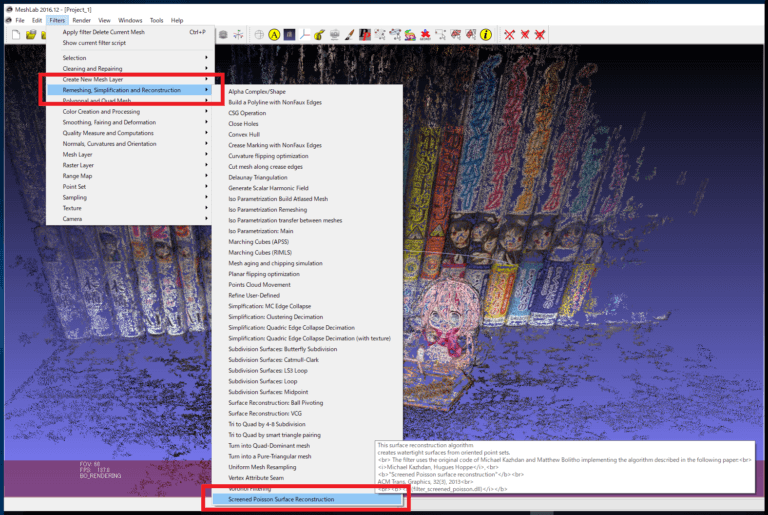 MeshLab 2016.12 - [Project_1]
File Edit Filters Render View Windows Tools Help
Apply filter Delete Current Mesh Ctrl+P
Show current filter script
Selection
Cleaning and Repairing
Create New Mesh Layer
Remeshing, Simplification and Reconstruction
Polygonal and Quad Mesh
Color Creation and Processing
Smoothing, Fairing and Deformation
Quality Measure and Computations
Normals, Curvatures and Orientation
Mesh Layer
Raster Layer
Range Map
Point Set
Sampling
Texture
Camera
Alpha Complex/Shape
Build a Polyline with NonFaux Edges
CSG Operation
Close Holes
Convex Hull
Crease Marking with NonFaux Edges
Curvature flipping optimization
Cut mesh along crease edges
Delaunay Triangulation
Generate Scalar Harmonic Field
Iso Parametrization Build Atlased Mesh
Iso Parametrization Remeshing
Iso Parametrization transfer between meshes
Iso Parametrization: Main
Marching Cubes (APSS)
Marching Cubes (RIMLS)
Mesh aging and chipping simulation
Planar flipping optimization
Points Cloud Movement
Refine User-Defined
Simplification: MC Edge Collapse
Simplification: Clustering Decimation
Simplification: Quadric Edge Collapse Decimation
Simplification: Quadric Edge Collapse Decimation (with texture)
Subdivision Surfaces: Butterfly Subdivision
Subdivision Surfaces: Catmull-Clark
Subdivision Surfaces: LS3 Loop
Subdivision Surfaces: Loop
Subdivision Surfaces: Midpoint
Surface Reconstruction: Ball Pivoting
Surface Reconstruction: VCG
Tri to Quad by 4-8 Subdivision
Tri to Quad by smart triangle pairing
Turn into Quad-Dominant mesh
Turn into a Pure-Triangular mesh
Uniform Mesh Resampling
Vertex Attribute Seam
Voronoi Filtering
Screened Poisson Surface Reconstruction
This surface reconstruction algorithm
creates watertight surfaces from oriented point sets.
<br> The filter uses the original code of Michael Kazhdan and Matthew Bolitho implementing the algorithm described in the following paper:<br>
<i>Michael Kazhdan, Hugues Hoppe</i>,<br>
<b>"Screened Poisson surface reconstruction"</b><br>
ACM Trans. Graphics, 32(3), 2013<br>
FOV: 60
FPS:
BO_RENDERING